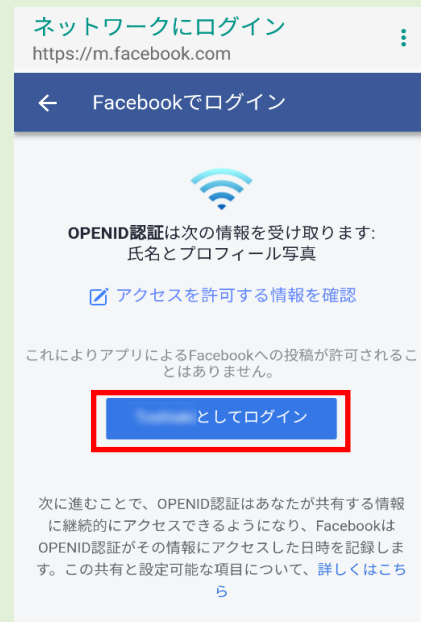 ネットワークにログイン
https://m.facebook.com
Facebookでログイン
OPENID認証は次の情報を受け取ります:
氏名とプロフィール写真
アクセスを許可する情報を確認
これによりアプリによるFacebookへの投稿が許可されるこ
とはありません。
としてログイン
次に進むことで、OPENID認証はあなたが共有する情報
に継続的にアクセスできるようになり、Facebookは
OPENID認証がその情報にアクセスした日時を記録しま
す。この共有と設定可能な項目について、詳しくはこち
ら